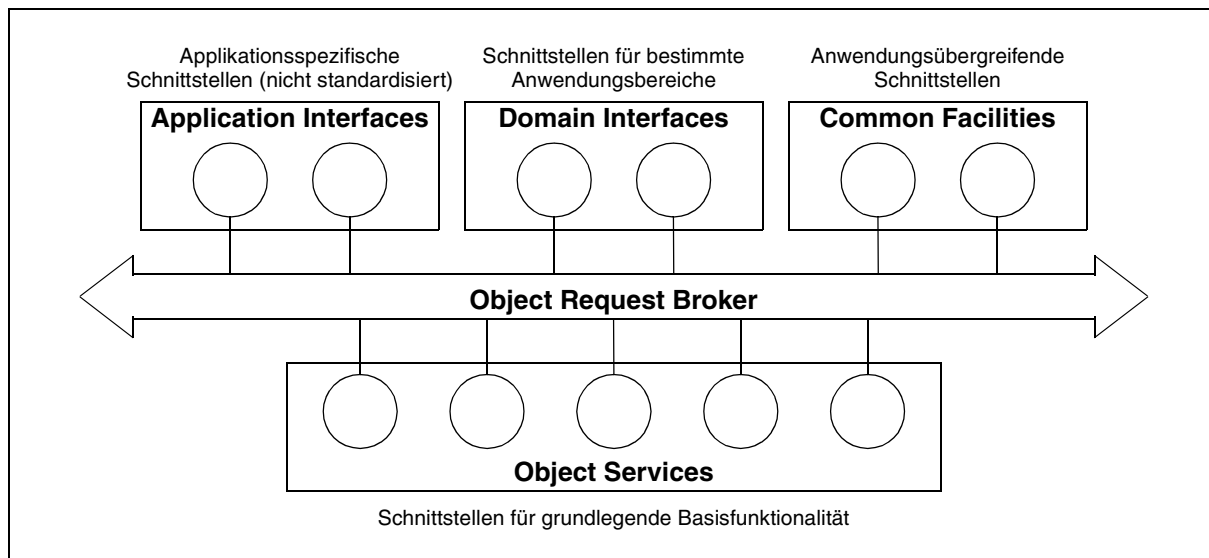 Applikationsspezifische
Schnittstellen (nicht standardisiert)
Schnittstellen für bestimmte
Anwendungsbereiche
Anwendungsübergreifende
Schnittstellen
Application Interfaces
Domain Interfaces
Common Facilities
Object Request Broker
Object Services
Schnittstellen für grundlegende Basisfunktionalität